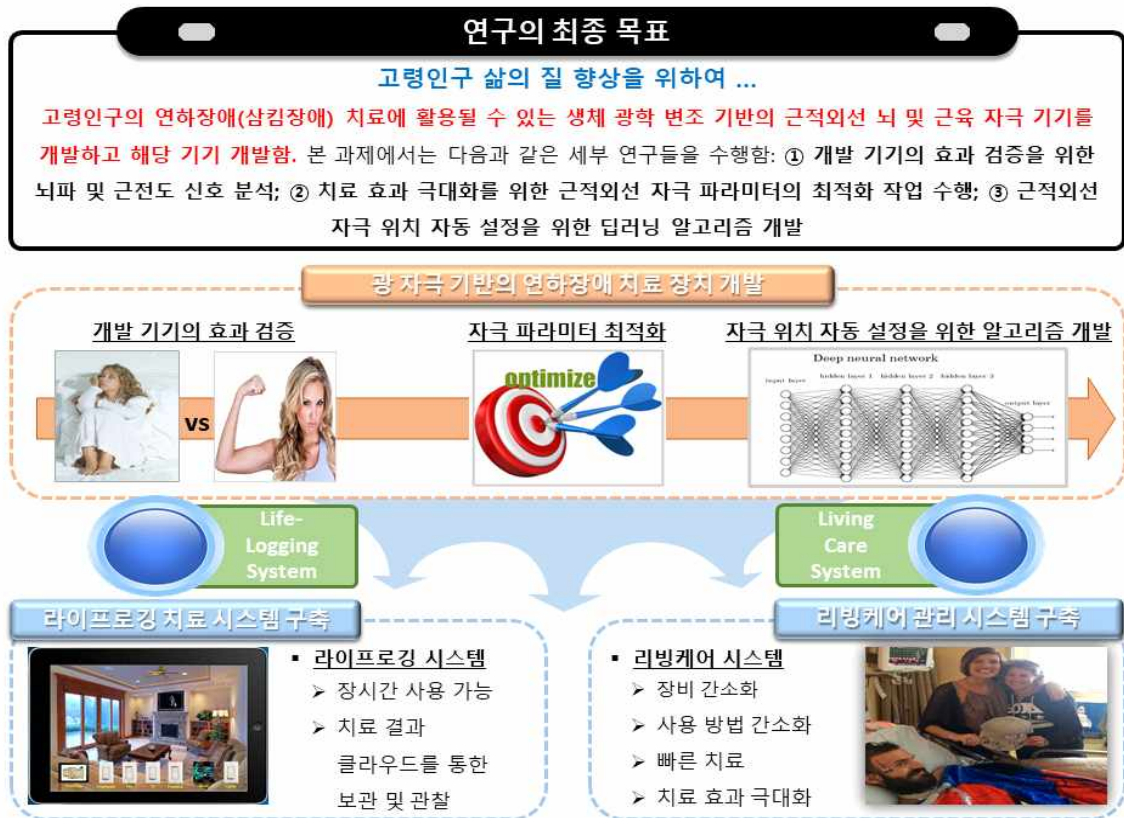 연구의 최종 목표
고령인구 삶의 질 향상을 위하여 ...
고령인구의 연하장애(삼킴장애) 치료에 활용될 수 있는 생체 광학 변조 기반의 근적외선 뇌 및 근육 자극 기기를
개발하고 해당 기기 개발함. 본 과제에서는 다음과 같은 세부 연구들을 수행함: ① 개발 기기의 효과 검증을 위한
뇌파 및 근전도 신호 분석; ② 치료 효과 극대화를 위한 근적외선 자극 파라미터의 최적화 작업 수행; ③ 근적외선
자극 위치 자동 설정을 위한 딥러닝 알고리즘 개발
광 자극 기반의 연하장애 치료 장치 개발
개발 기기의 효과 검증
vs
자극 파라미터 최적화
optimize
자극 위치 자동 설정을 위한 알고리즘 개발
Deep neural network
input layer
hidden layer 1 hidden layer 2 hidden layer 3
output layer
Life-
Logging
System
Living
Care
System
라이프로깅 치료 시스템 구축
▪ 라이프로깅 시스템
➢ 장시간 사용 가능
➢ 치료 결과
클라우드를 통한
보관 및 관찰
리빙케어 관리 시스템 구축
▪ 리빙케어 시스템
➢ 장비 간소화
➢ 사용 방법 간소화
➢ 빠른 치료
➢ 치료 효과 극대화